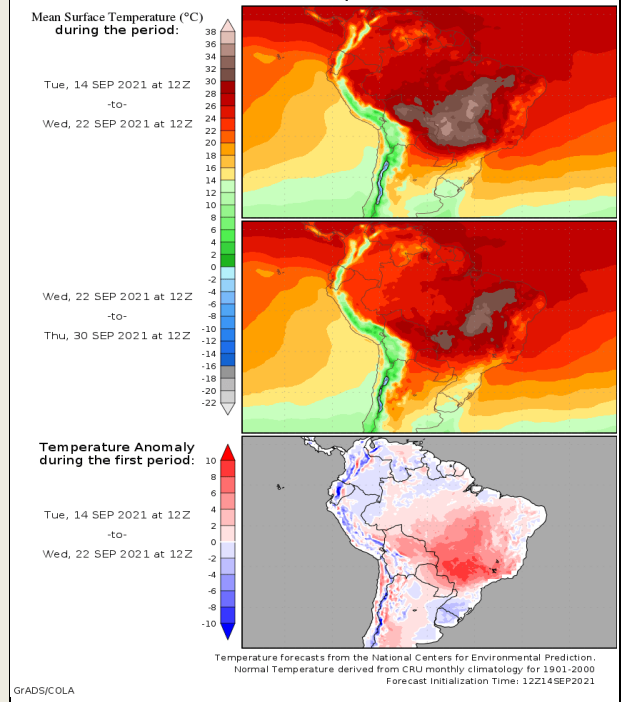 Mean Surface Temperature (°C)
during the period:
Tue, 14 SEP 2021 at 12Z
-to-
Wed, 22 SEP 2021 at 12Z
38
36
34
32
30
28
26
24
22
20
18
16
14
12
10
8
6
4
2
0
-2
-4
-6
-8
-10
-12
-14
-16
-18
-20
-22
Wed, 22 SEP 2021 at 12Z
-to-
Thu, 30 SEP 2021 at 12Z
Temperature Anomaly
during the first period:
Tue, 14 SEP 2021 at 12Z
-to-
Wed, 22 SEP 2021 at 12Z
10
8
6
4
2
0
-2
-4
-6
-8
-10
Temperature forecasts from the National Centers for Environmental Prediction.
Normal Temperature derived from CRU monthly climatology for 1901-2000
Forecast Initialization Time: 12Z14SEP2021
GrADS/COLA